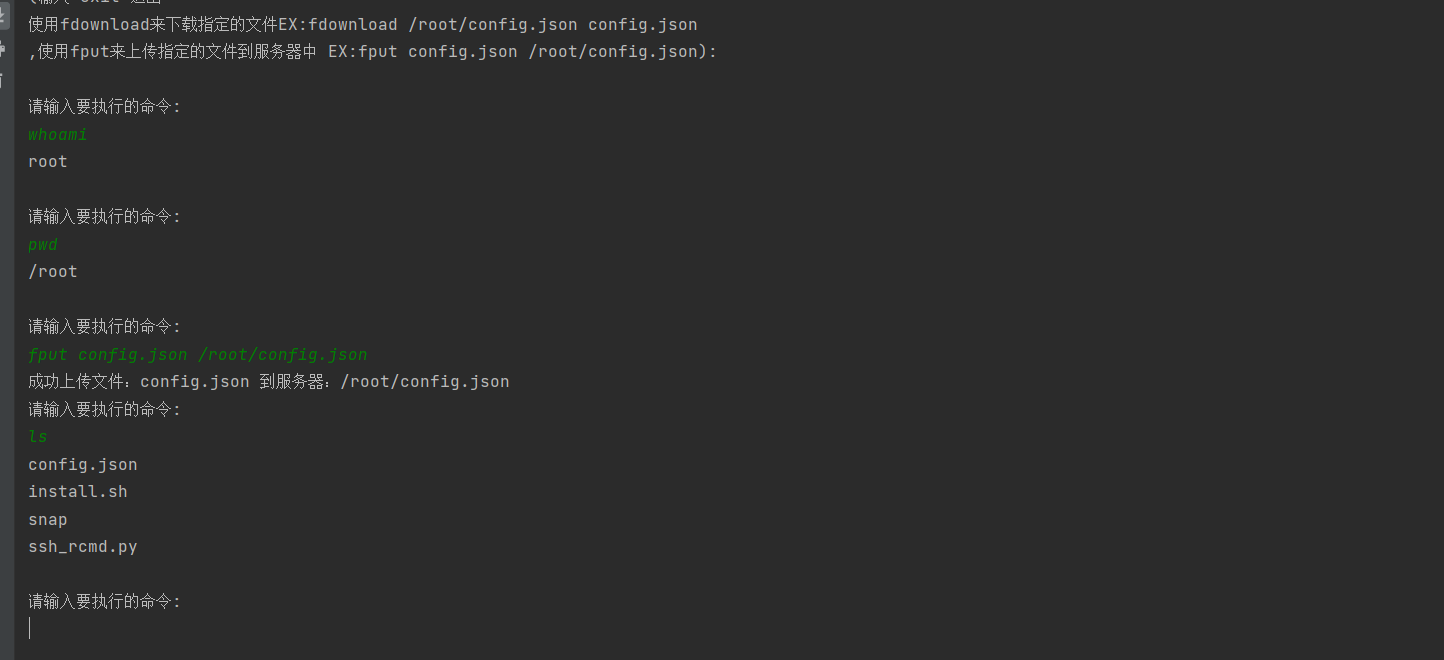 使用fdownload来下载指定的文件EX:fdownload /root/config.json config.json
,使用fput来上传指定的文件到服务器中 EX:fput config.json /root/config.json):
请输入要执行的命令:
whoami
root
请输入要执行的命令:
pwd
/root
请输入要执行的命令:
fput config.json /root/config.json
成功上传文件：config.json 到服务器：/root/config.json
请输入要执行的命令:
ls
config.json
install.sh
snap
ssh_rcmd.py
请输入要执行的命令: